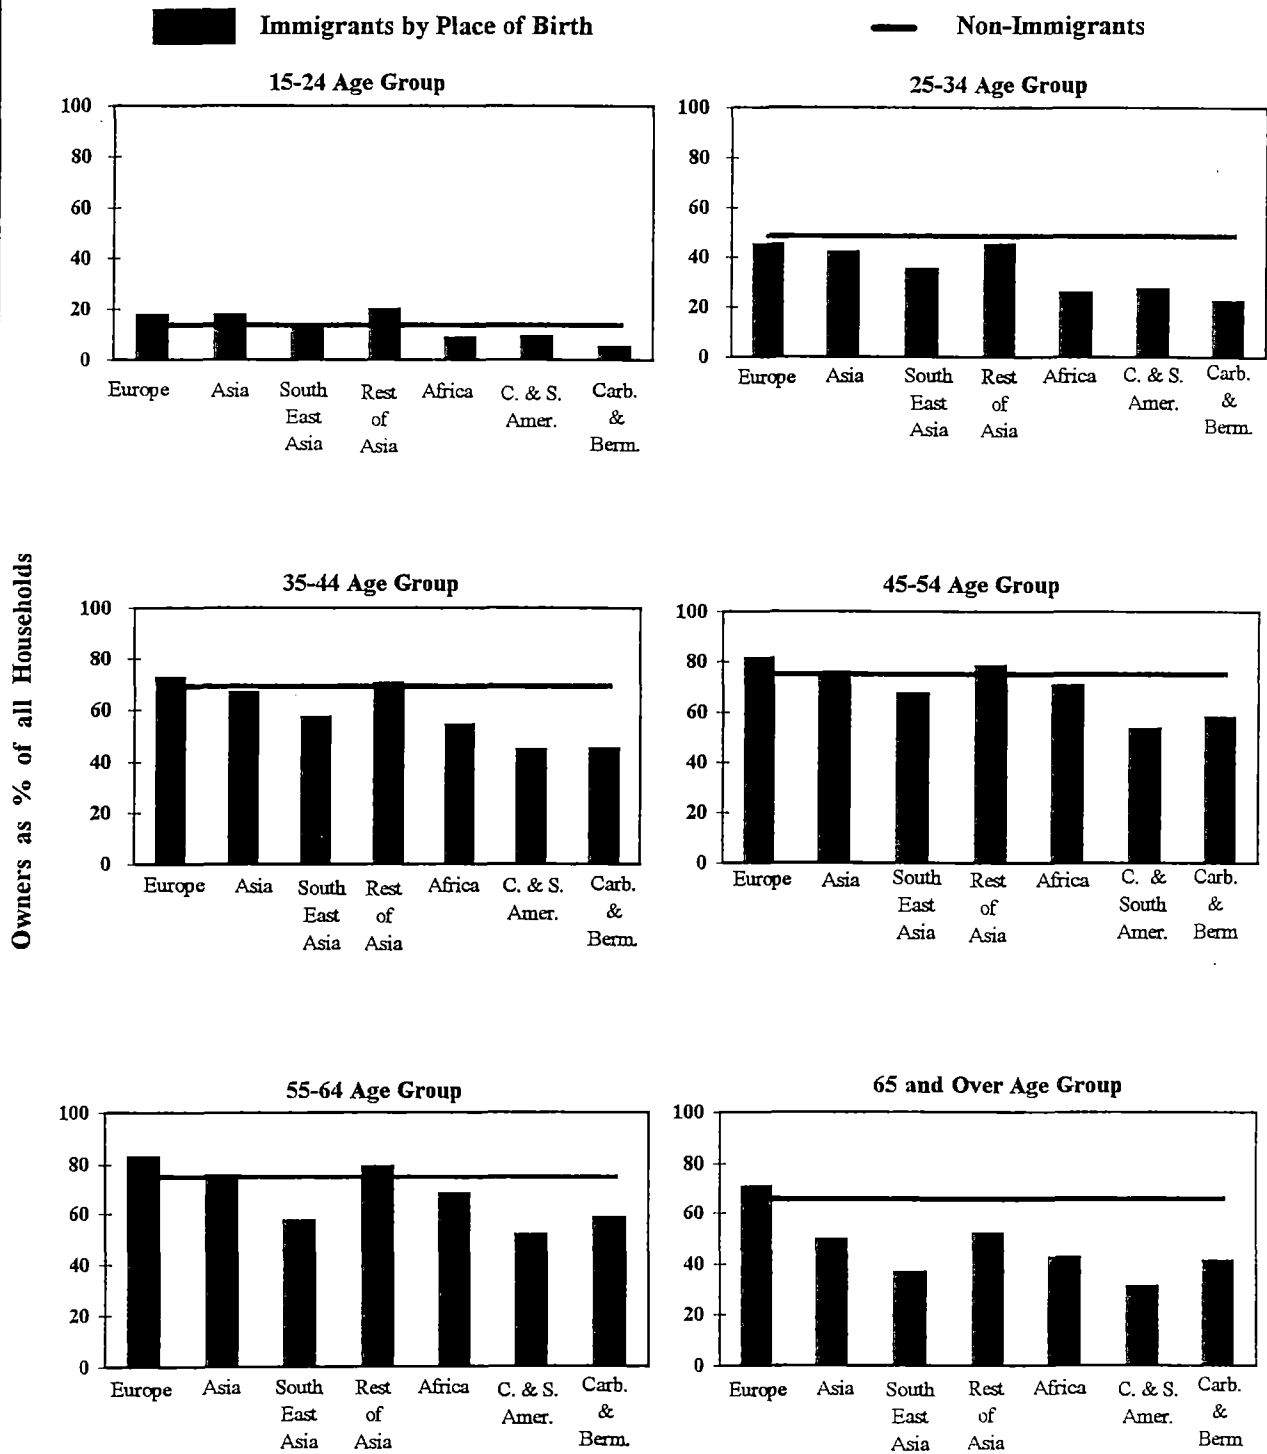 Immigrants by Place of Birth
Non-Immigrants
Owners as % of all Households
15-24 Age Group
100
80
60
40
20
0
Europe Asia South Rest Africa C. & S. Carb.
East of Amer. &
Asia Asia Berm.
25-34 Age Group
100
80
60
40
20
0
Europe Asia South Rest Africa C. & S. Carb.
East of Amer. &
Asia Asia Berm.
35-44 Age Group
100
80
60
40
20
0
Europe Asia South Rest Africa C. & S. Carb.
East of Amer. &
Asia Asia Berm.
45-54 Age Group
100
80
60
40
20
0
Europe Asia South Rest Africa C. & Carb.
East of South &
Asia Asia Amer. Berm
55-64 Age Group
100
80
60
40
20
0
Europe Asia South Rest Africa C. & S. Carb.
East of Amer. &
Asia Asia Berm.
65 and Over Age Group
100
80
60
40
20
0
Europe Asia South Rest Africa C. & S. Carb.
East of Amer. &
Asia Asia Berm